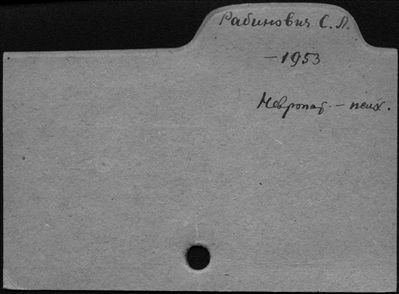 Рабинович С. Л.
– 1953
Невропат. – псих.